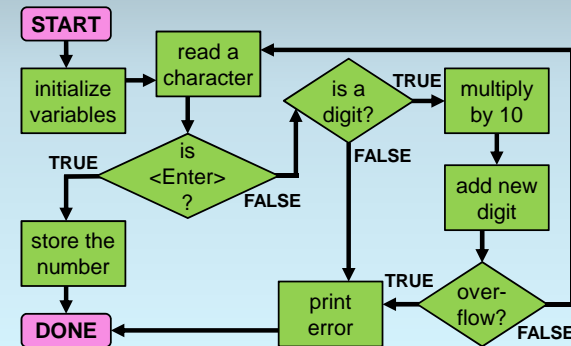 START
initialize
variables
read a
character
is
<Enter>
?
TRUE
FALSE
store the
number
DONE
is a
digit?
TRUE
FALSE
multiply
by 10
add new
digit
over-
flow?
TRUE
FALSE
print
error